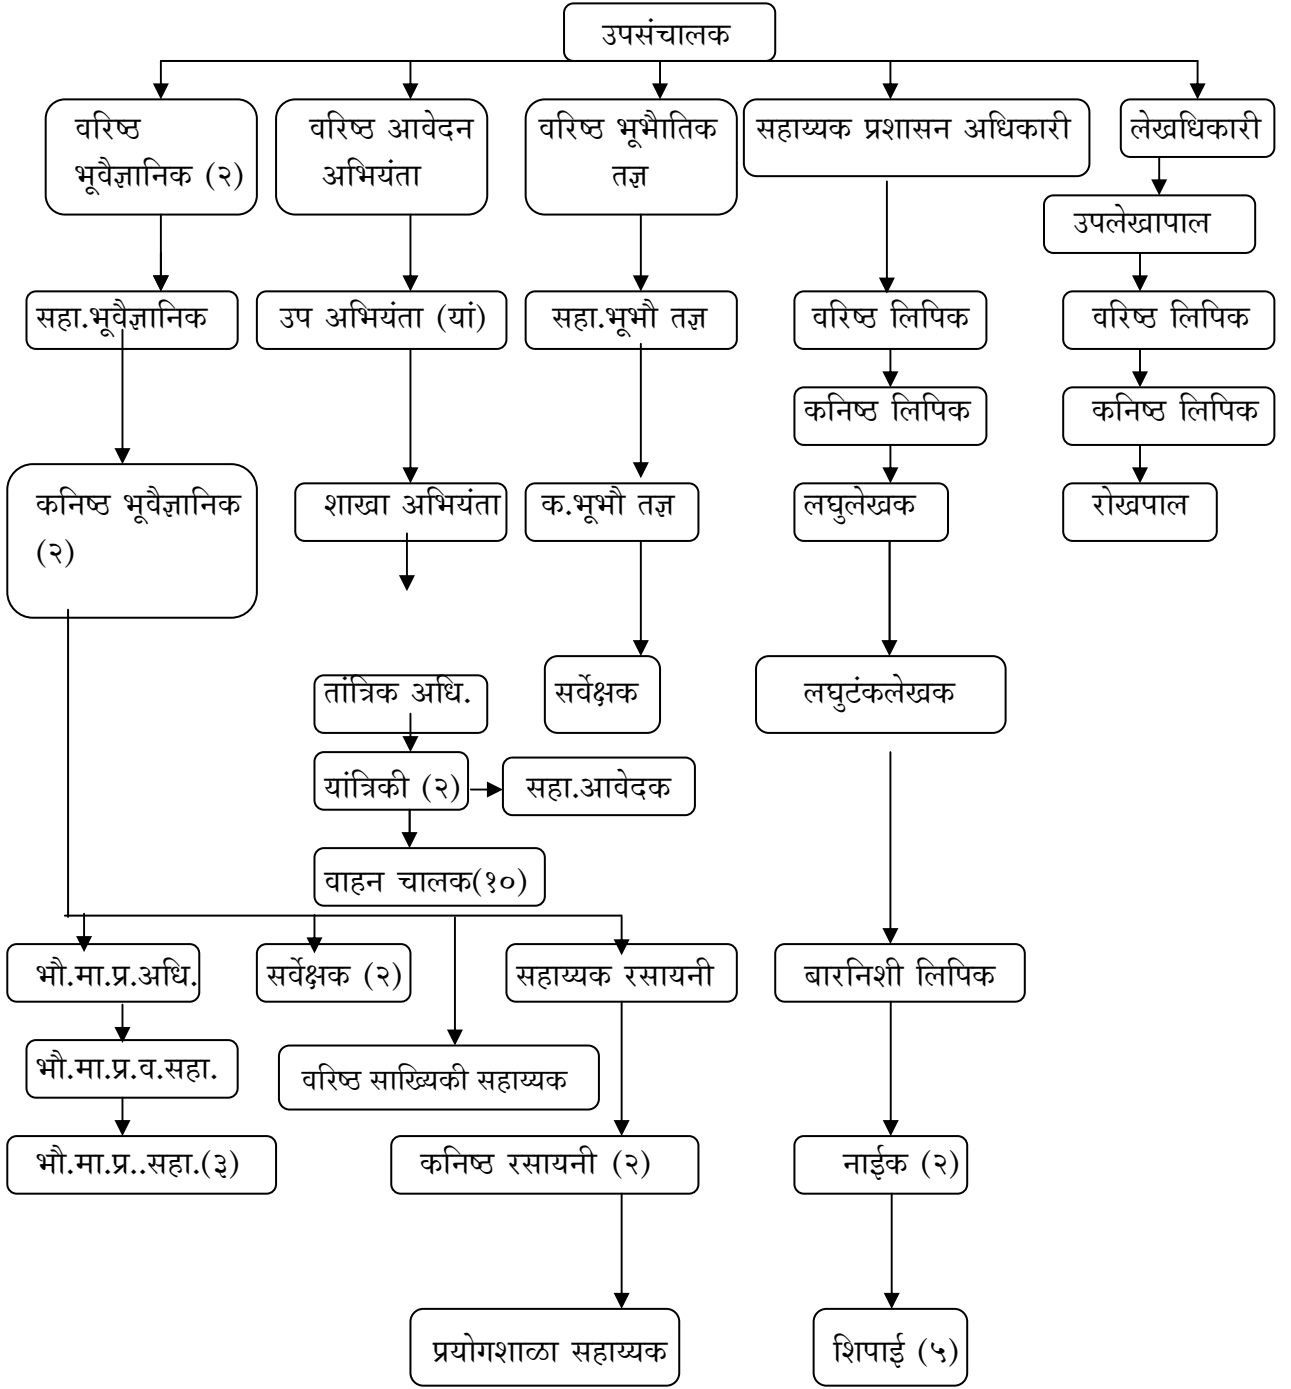 उपसंचालक
वरिष्ठ
भूवैज्ञानिक (२)
वरिष्ठ आवेदन
अभियंता
वरिष्ठ भूभौतिक
तज्ञ
सहाय्यक प्रशासन अधिकारी
लेखधिकारी
उपलेखापाल
सहा.भूवैज्ञानिक
उप अभियंता (यां)
सहा.भूभौ तज्ञ
वरिष्ठ लिपिक
वरिष्ठ लिपिक
कनिष्ठ लिपिक
कनिष्ठ लिपिक
कनिष्ठ भूवैज्ञानिक
(२)
शाखा अभियंता
क.भूभौ तज्ञ
लघुलेखक
रोखपाल
तांत्रिक अधि.
सर्वेक्षक
लघुटंकलेखक
यांत्रिकी (२)
सहा.आवेदक
वाहन चालक(१०)
भौ.मा.प्र.अधि.
सर्वेक्षक (२)
सहाय्यक रसायनी
बारनिशी लिपिक
भौ.मा.प्र.व.सहा.
वरिष्ठ साख्यिकी सहाय्यक
भौ.मा.प्र..सहा.(३)
कनिष्ठ रसायनी (२)
नाईक (२)
प्रयोगशाळा सहाय्यक
शिपाई (५)